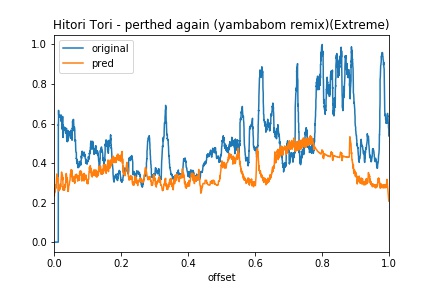 Hitori Tori - perthed again (yambabom remix)(Extreme)
original
pred
1.0
0.8
0.6
0.4
0.2
0.0
0.0 0.2 0.4 0.6 0.8 1.0
offset